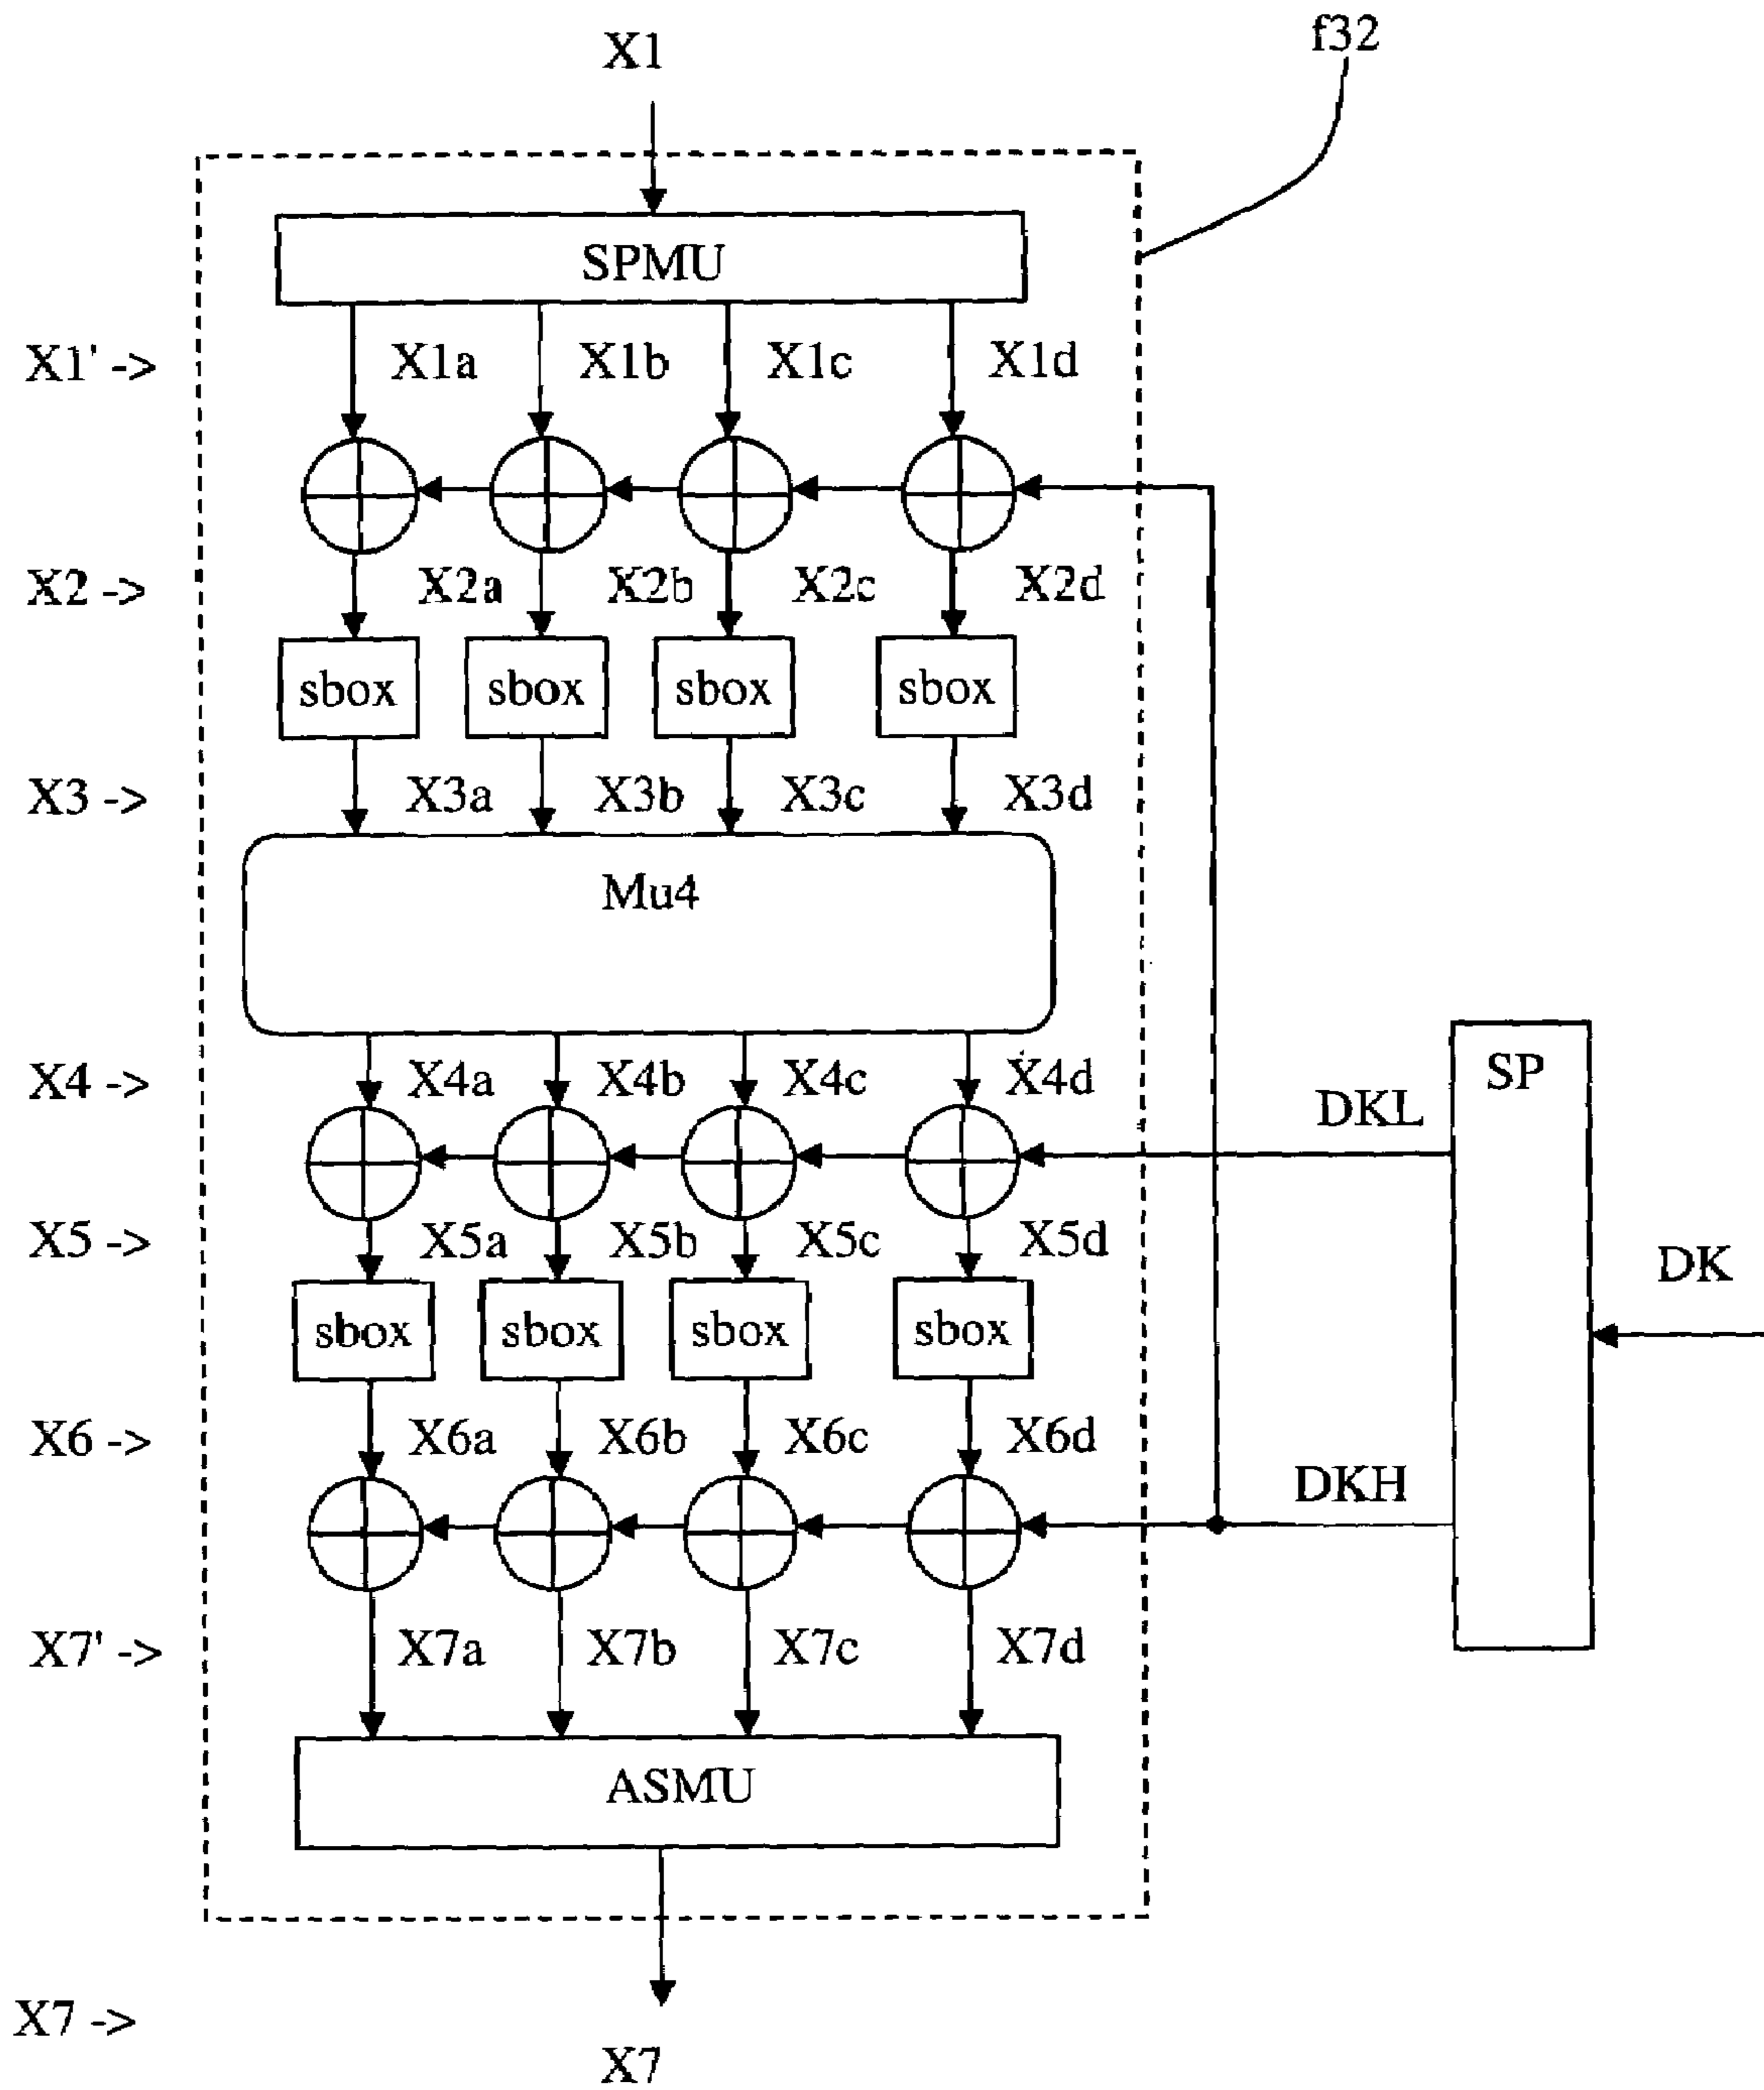 X1
f32
SPMU
X1' -> X1a X1b X1c X1d
X2 -> X2a X2b X2c X2d
sbox sbox sbox sbox
X3 -> X3a X3b X3c X3d
Mu4
X4 -> X4a X4b X4c X4d
SP
DKL
X5 -> X5a X5b X5c X5d
DK
sbox sbox sbox sbox
X6 -> X6a X6b X6c X6d
DKH
X7' -> X7a X7b X7c X7d
ASMU
X7 ->
X7